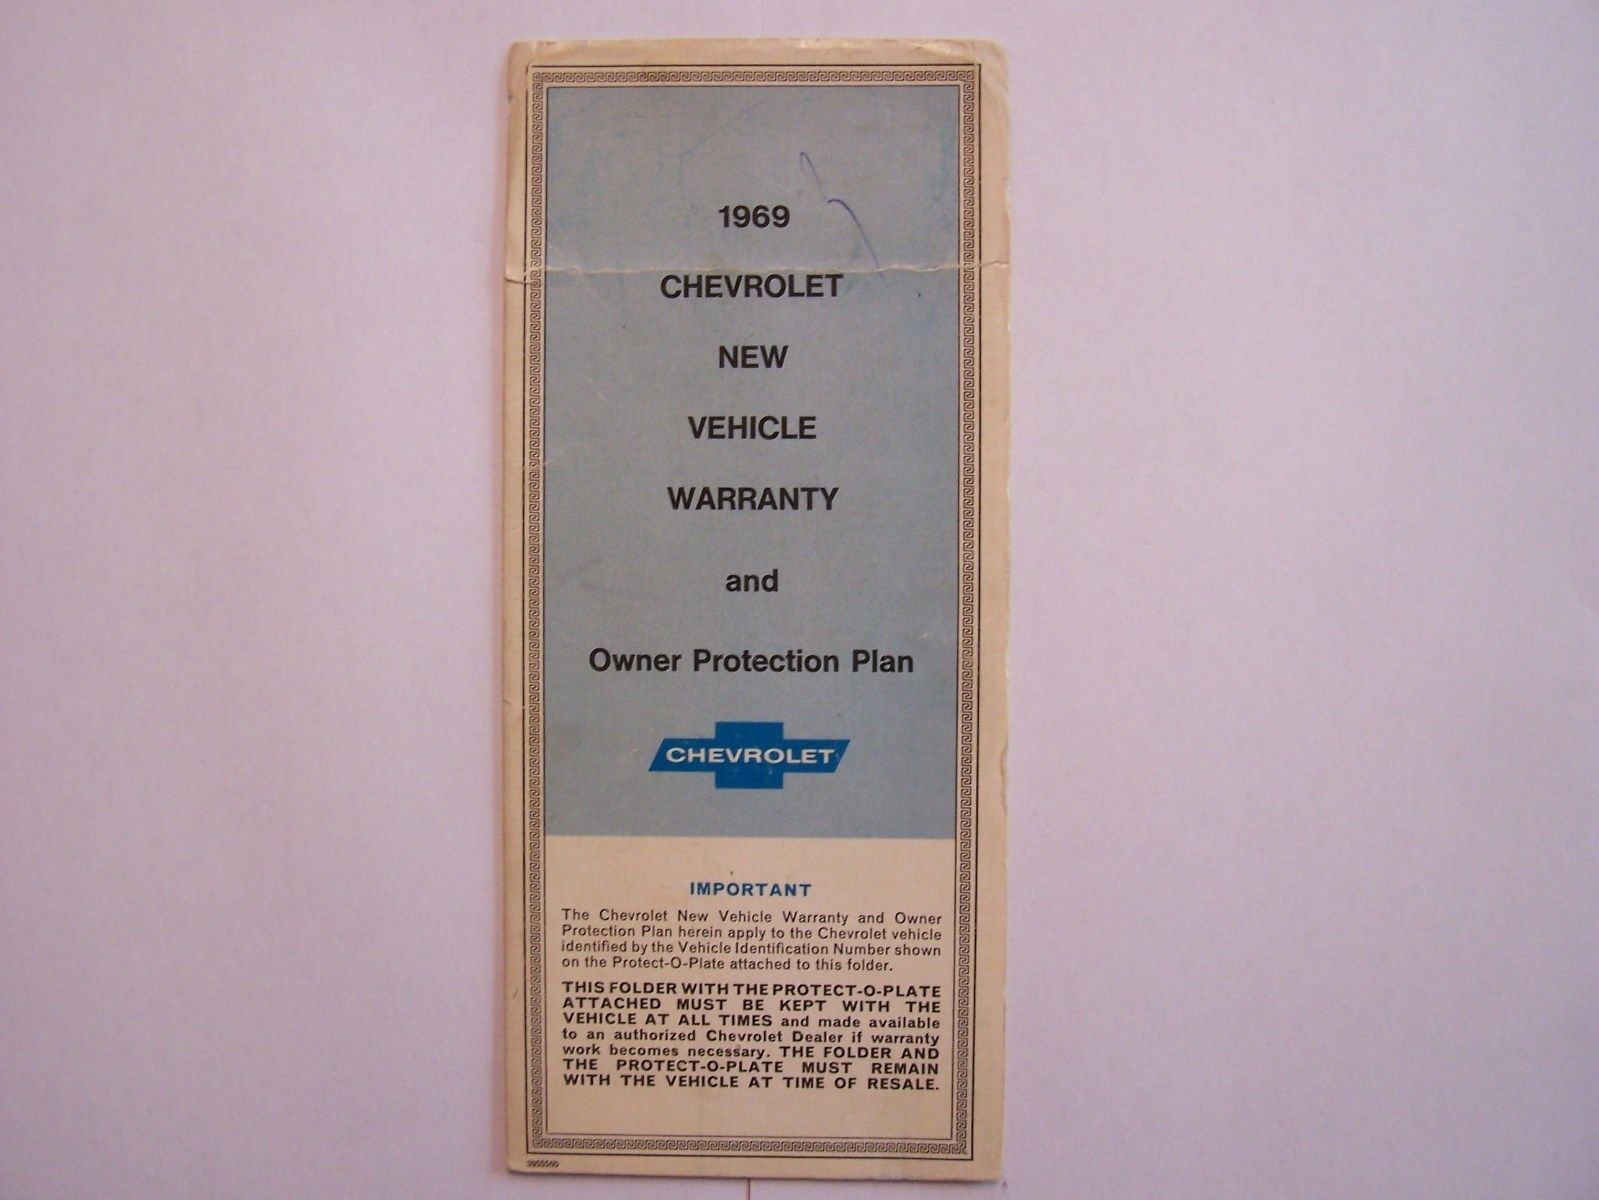 1969
CHEVROLET
NEW
VEHICLE
WARRANTY
and
Owner Protection Plan
CHEVROLET
IMPORTANT
The Chevrolet New Vehicle Warranty and Owner
Protection Plan herein apply to the Chevrolet vehicle
identified by the Vehicle Identification Number shown
on the Protect-O-Plate attached to this folder.
THIS FOLDER WITH THE PROTECT-O-PLATE
ATTACHED MUST BE KEPT WITH THE
VEHICLE AT ALL TIMES and made available
to an authorized Chevrolet Dealer if warranty
work becomes necessary. THE FOLDER AND
THE PROTECT-O-PLATE MUST REMAIN
WITH THE VEHICLE AT TIME OF RESALE.